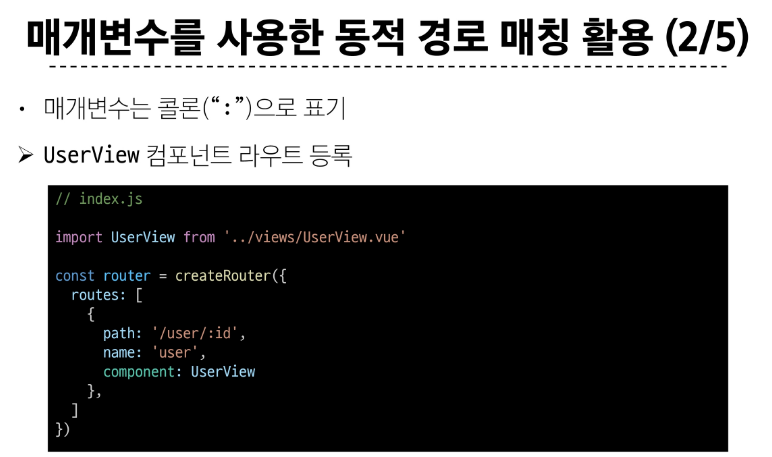 매개변수를 사용한 동적 경로 매칭 활용 (2/5)
• 매개변수는 콜론(“:”)으로 표기
➢ UserView 컴포넌트 라우트 등록
// index.js
import UserView from '../views/UserView.vue'
const router = createRouter({
  routes: [
    {
      path: '/user/:id',
      name: 'user',
      component: UserView
    },
  ]
})